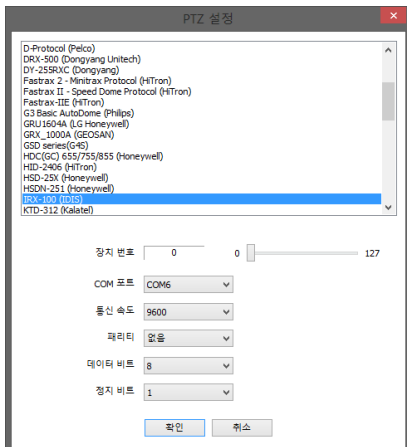 PTZ 설정
D-Protocol (Pelco)
DRX-500 (Dongyang Unitech)
DY-255RXC (Dongyang)
Fastrax 2 - Minitrax Protocol (HiTron)
Fastrax II - Speed Dome Protocol (HiTron)
Fastrax-IIE (HiTron)
G3 Basic AutoDome (Philips)
GRU1604A (LG Honeywell)
GRX_1000A (GEOSAN)
GSD series(G4S)
HDC(GC) 655/755/855 (Honeywell)
HID-2406 (HiTron)
HSD-25X (Honeywell)
HSDN-251 (Honeywell)
IRX-100 (IDIS)
KTD-312 (Kalatel)
장치 번호 0 0 127
COM 포트 COM6
통신 속도 9600
패리티 없음
데이터 비트 8
정지 비트 1
확인 취소